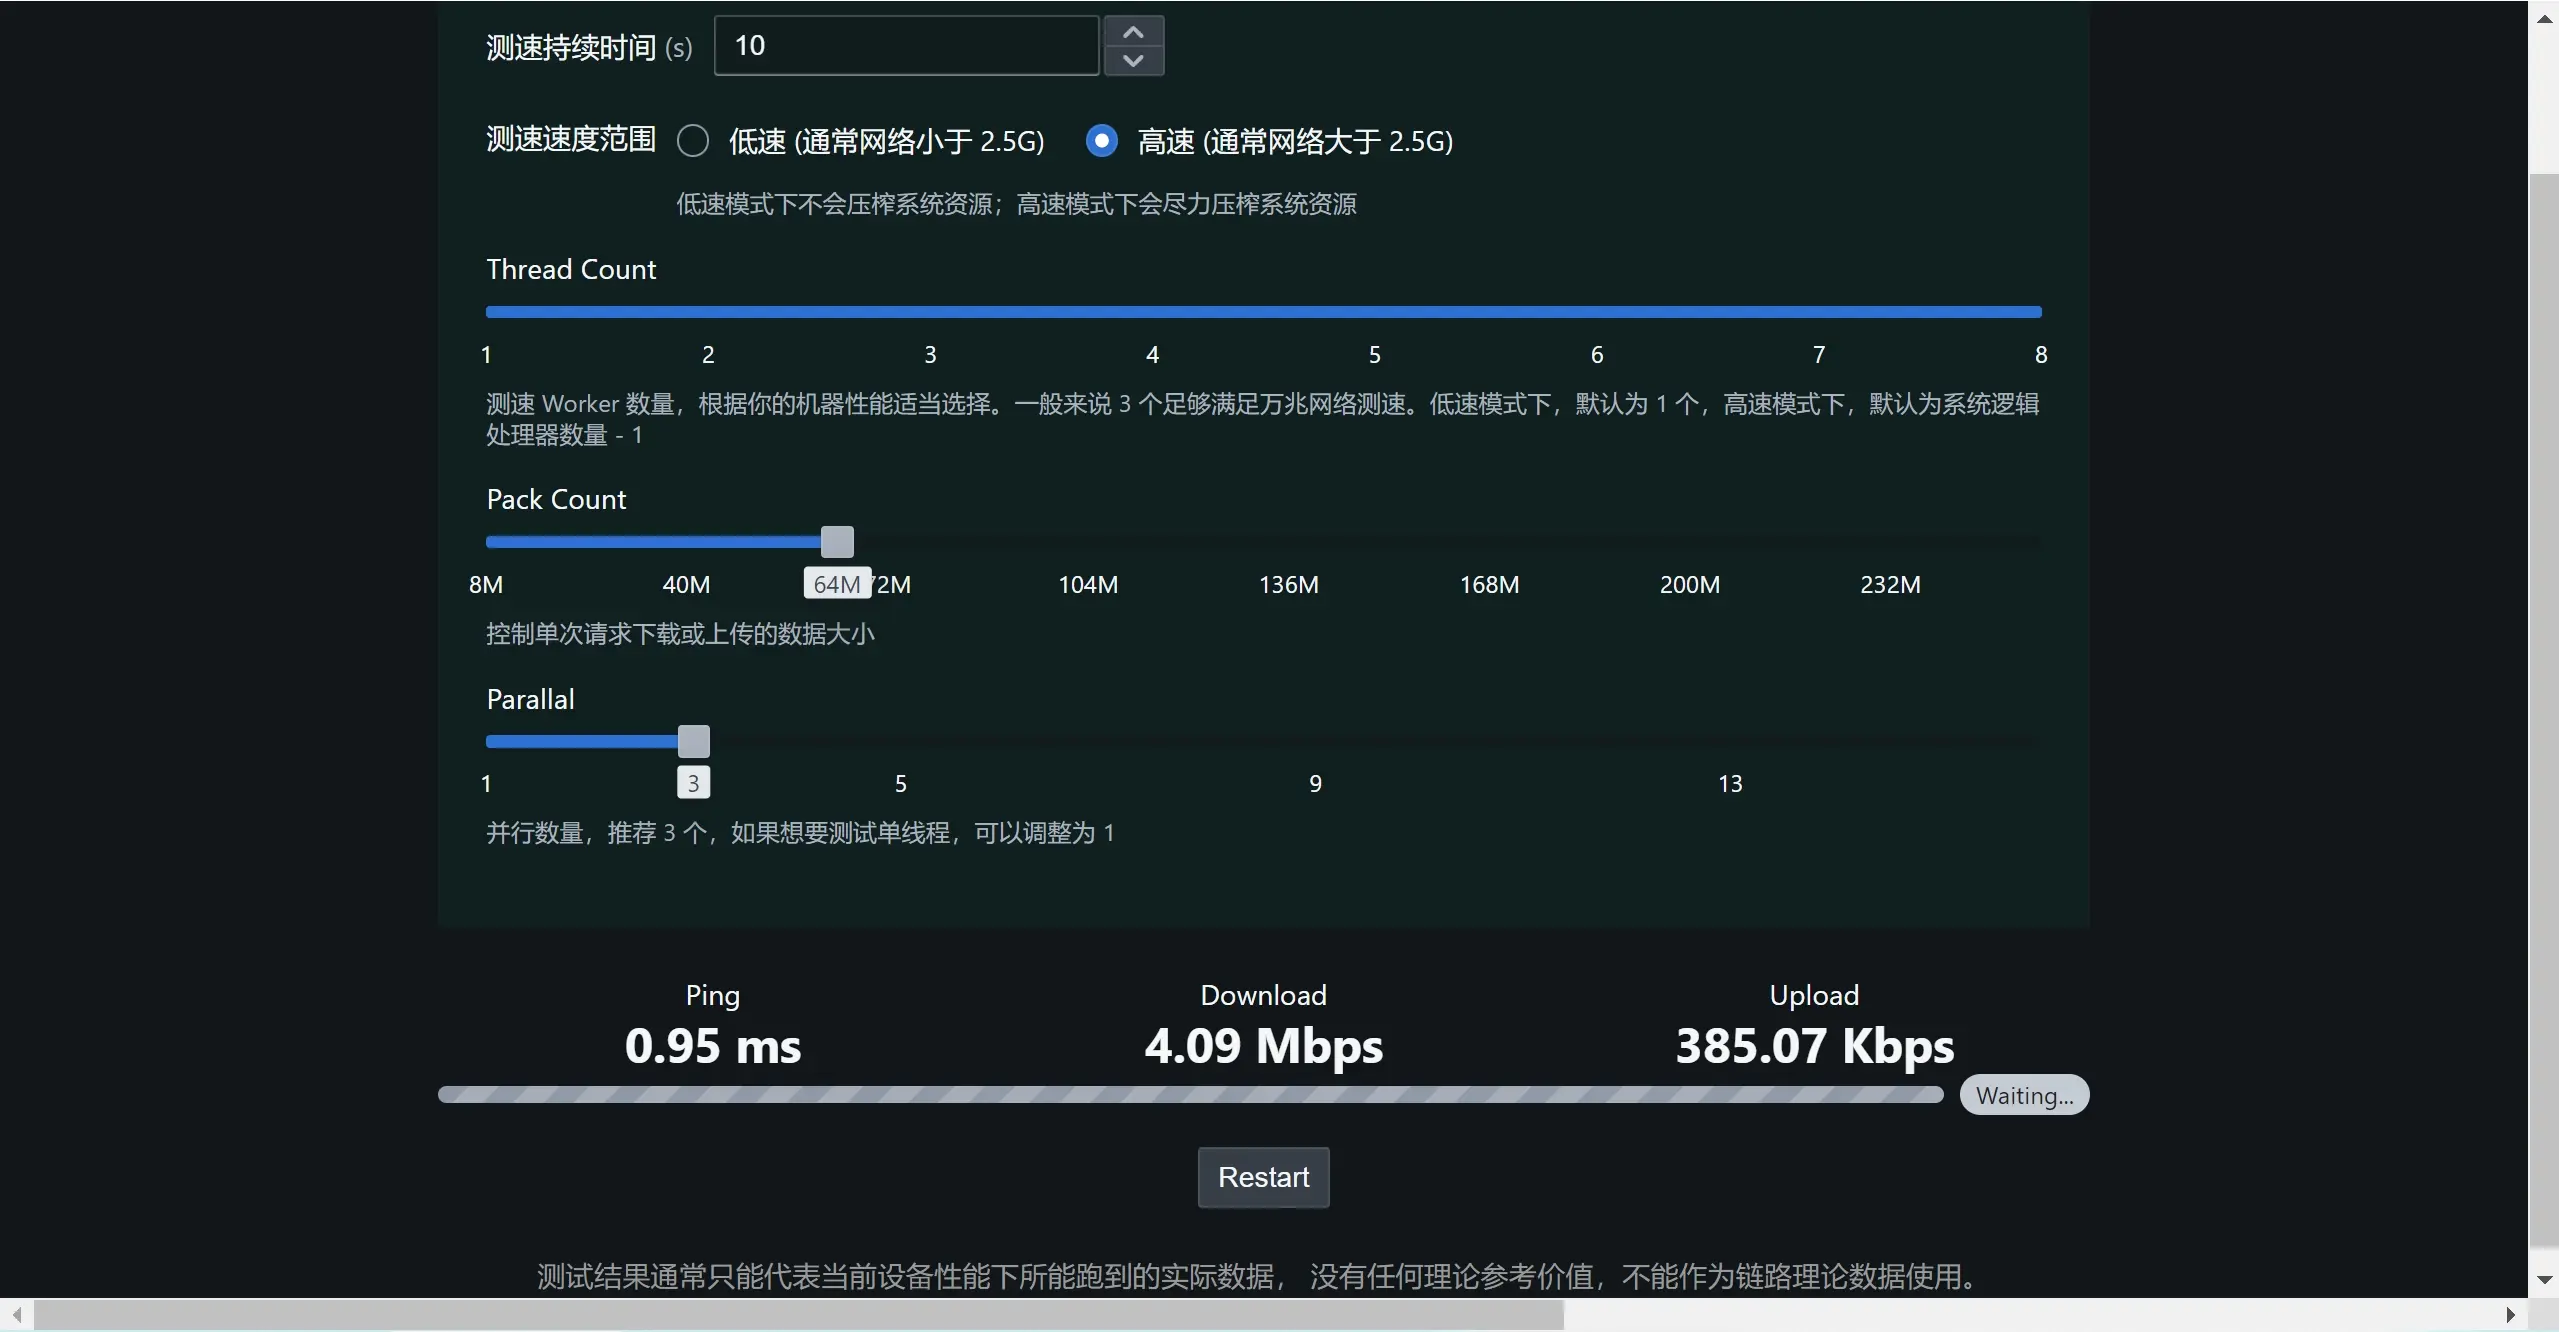 测速持续时间 (s) 10
测速速度范围 低速 (通常网络小于 2.5G) 高速 (通常网络大于 2.5G)
低速模式下不会压榨系统资源；高速模式下会尽力压榨系统资源
Thread Count
1 2 3 4 5 6 7 8
测速 Worker 数量，根据你的机器性能适当选择。一般来说 3 个足够满足万兆网络测速。低速模式下，默认为 1 个，高速模式下，默认为系统逻辑
处理器数量 - 1
Pack Count
8M 40M 64M 72M 104M 136M 168M 200M 232M
控制单次请求下载或上传的数据大小
Parallal
1 3 5 9 13
并行数量，推荐 3 个，如果想要测试单线程，可以调整为 1
Ping Download Upload
0.95 ms 4.09 Mbps 385.07 Kbps
Waiting...
Restart
测试结果通常只能代表当前设备性能下所能跑到的实际数据， 没有任何理论参考价值，不能作为链路理论数据使用。